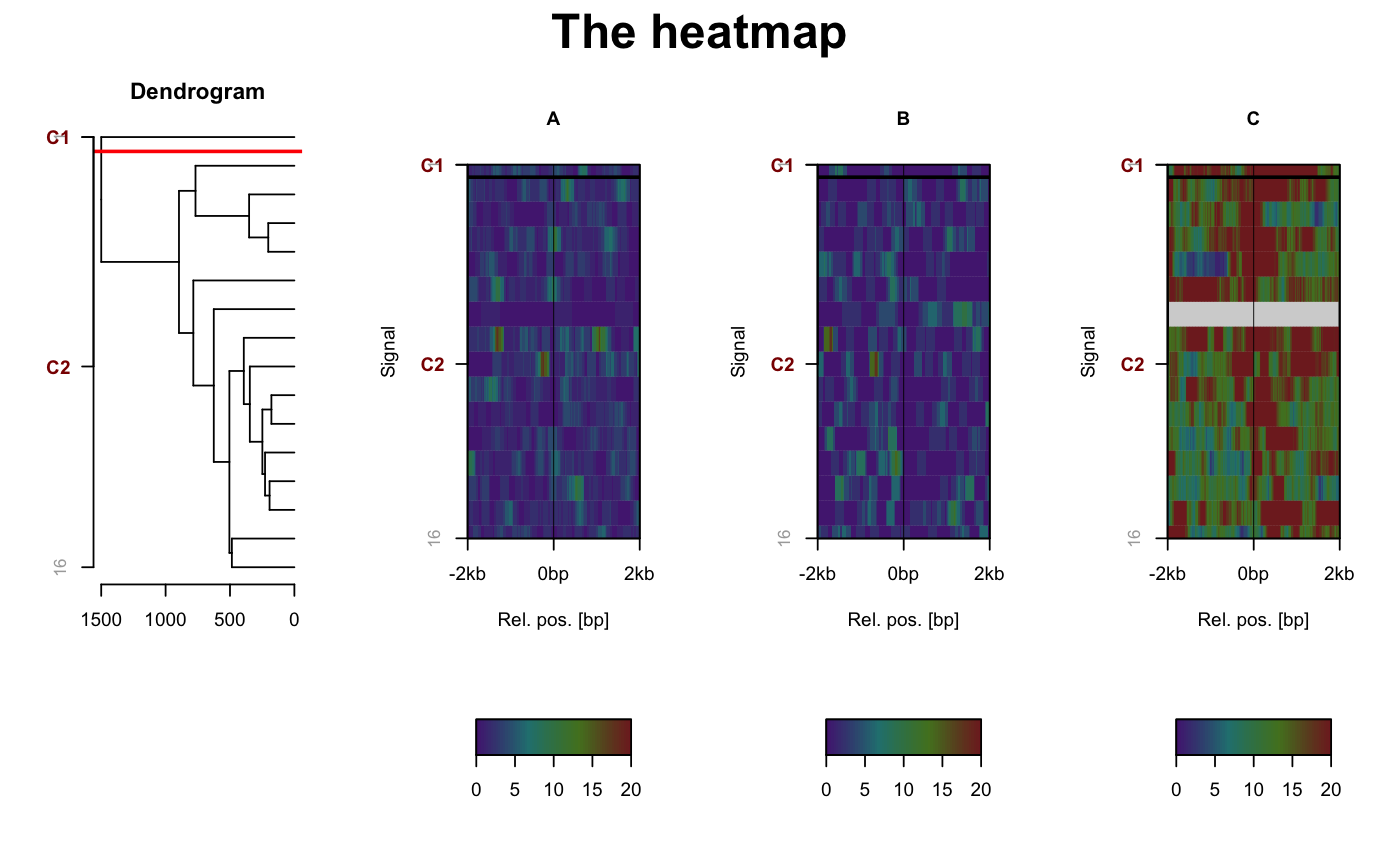 The heatmap
Dendrogram
C1
C2
16
1500 1000 500 0
A
Signal
C1
C2
16
-2kb 0bp 2kb
Rel. pos. [bp]
0 5 10 15 20
B
Signal
C1
C2
16
-2kb 0bp 2kb
Rel. pos. [bp]
0 5 10 15 20
C
Signal
C1
C2
16
-2kb 0bp 2kb
Rel. pos. [bp]
0 5 10 15 20